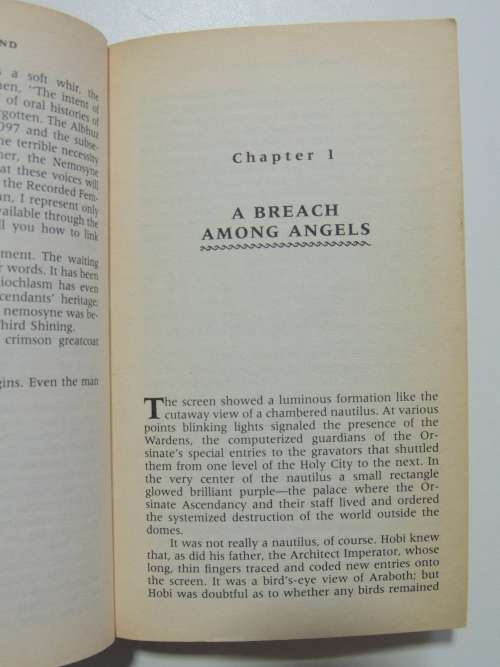 ND
s a soft whir, the
en, "The intent of
of oral histories of
rgotten. The Albhur
097 and the subse-
ne terrible necessity
her, the Nemosyne
at these voices will
the Recorded Fem-
an, I represent only
vailable through the
ll you how to link
ment. The waiting
r words. It has been
iochlasm has even
cendants' heritage:
nemosyne was be-
Third Shining.
crimson greatcoat
gins. Even the man
Chapter 1
A BREACH
AMONG ANGELS
The screen showed a luminous formation like the
cutaway view of a chambered nautilus. At various
points blinking lights signaled the presence of the
Wardens, the computerized guardians of the Or-
sinate's special entries to the gravators that shuttled
them from one level of the Holy City to the next. In
the very center of the nautilus a small rectangle
glowed brilliant purple—the palace where the Or-
sinate Ascendancy and their staff lived and ordered
the systemized destruction of the world outside the
domes.
It was not really a nautilus, of course. Hobi knew
that, as did his father, the Architect Imperator, whose
long, thin fingers traced and coded new entries onto
the screen. It was a bird's-eye view of Araboth; but
Hobi was doubtful as to whether any birds remained